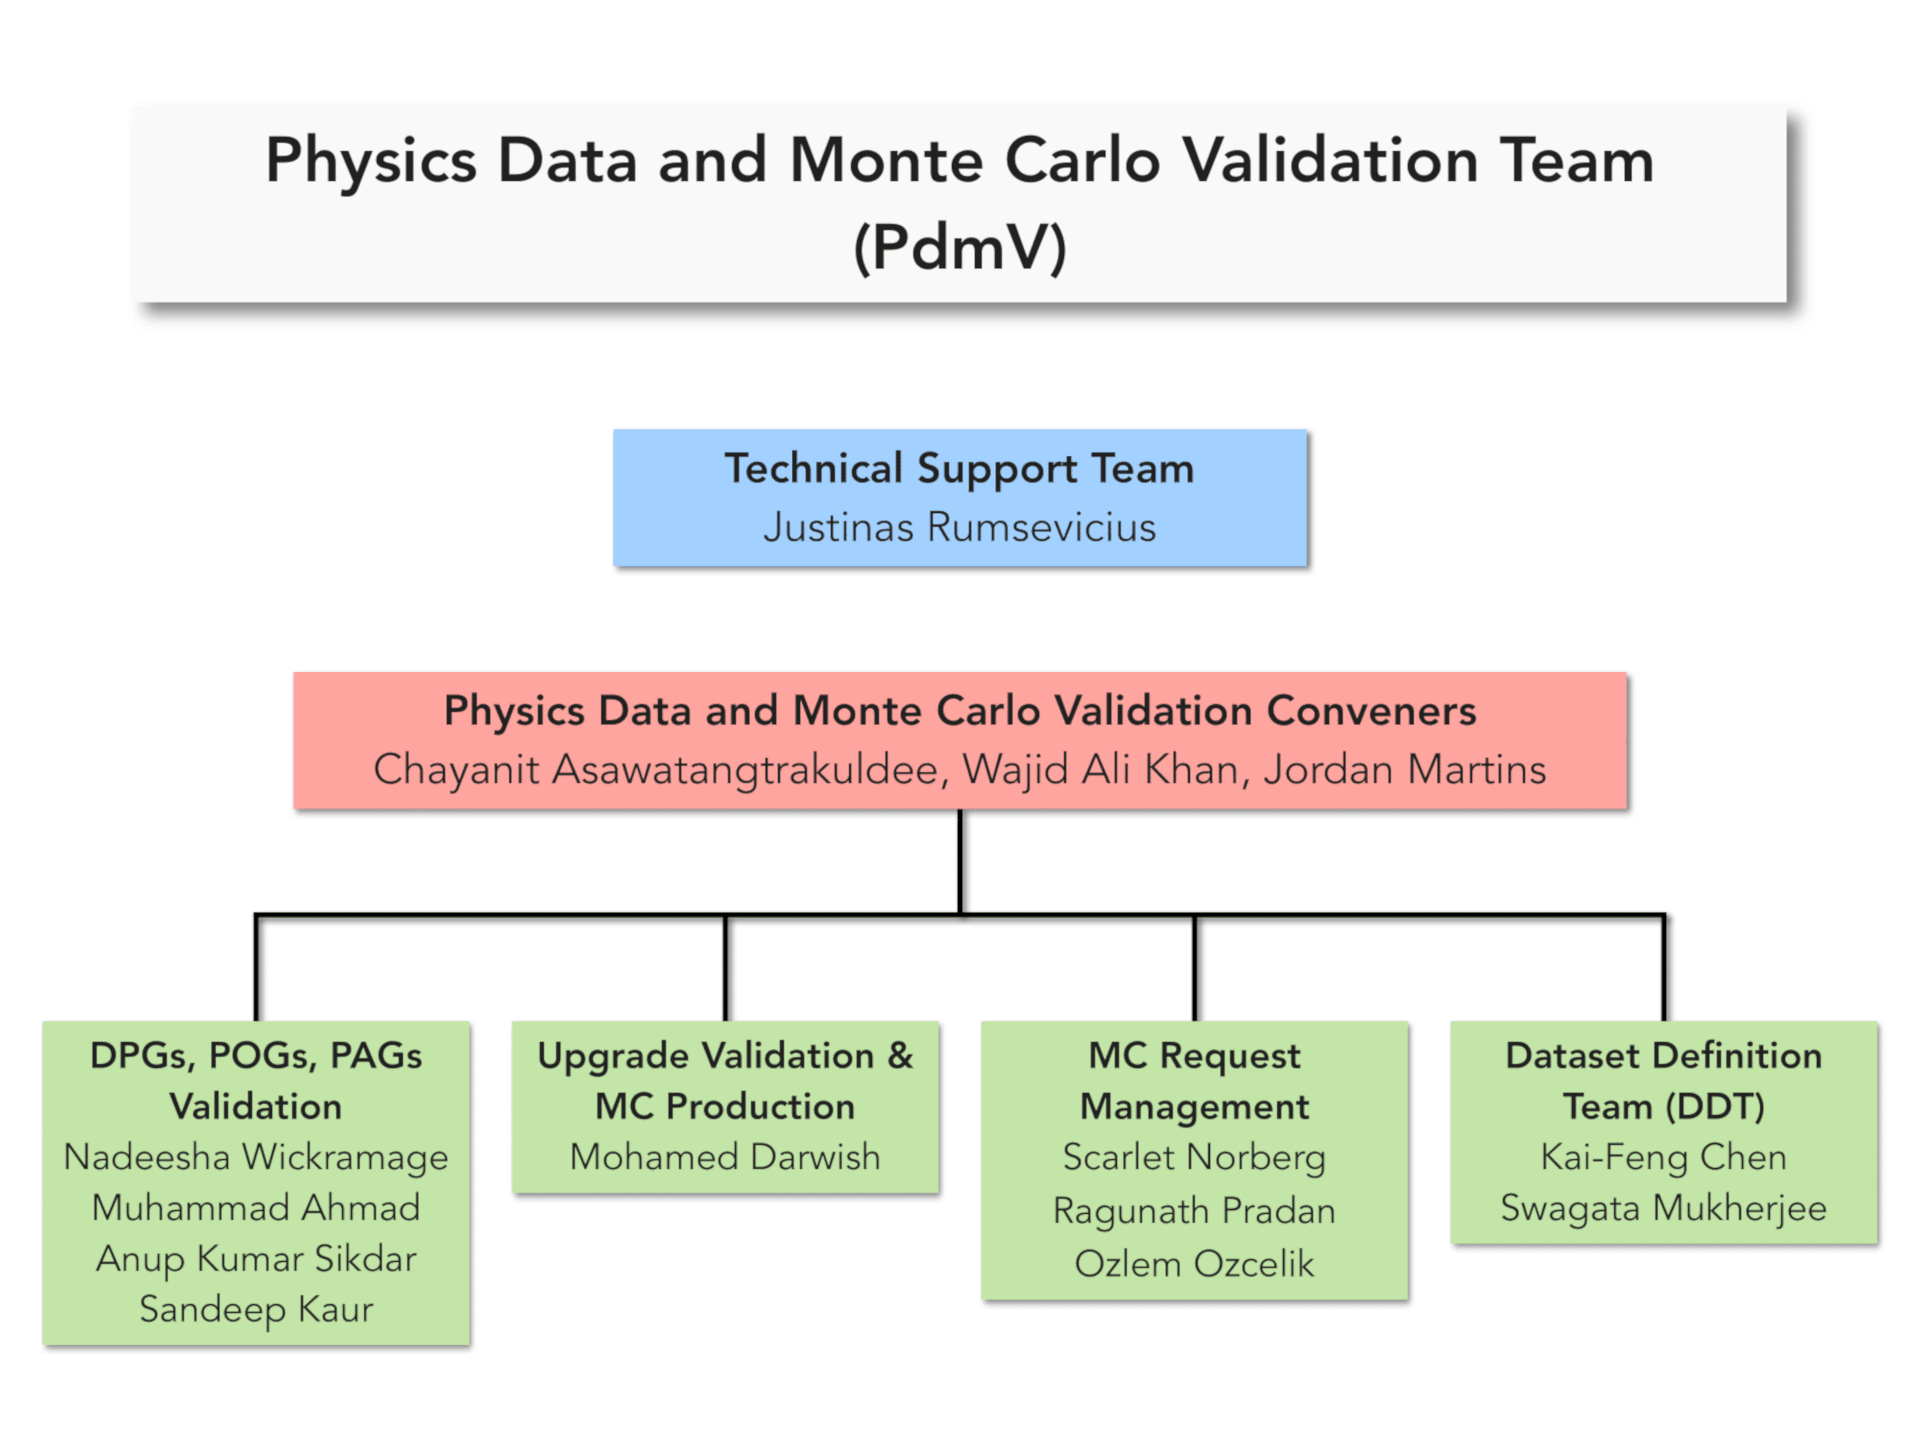 Physics Data and Monte Carlo Validation Team
(PdmV)
Technical Support Team
Justinas Rumsevicius
Physics Data and Monte Carlo Validation Conveners
Chayanit Asawatangtrakuldee, Wajid Ali Khan, Jordan Martins
DPGs, POGs, PAGs
Validation
Nadeesha Wickramage
Muhammad Ahmad
Anup Kumar Sikdar
Sandeep Kaur
Upgrade Validation &
MC Production
Mohamed Darwish
MC Request
Management
Scarlet Norberg
Ragunath Pradan
Ozlem Ozcelik
Dataset Definition
Team (DDT)
Kai-Feng Chen
Swagata Mukherjee